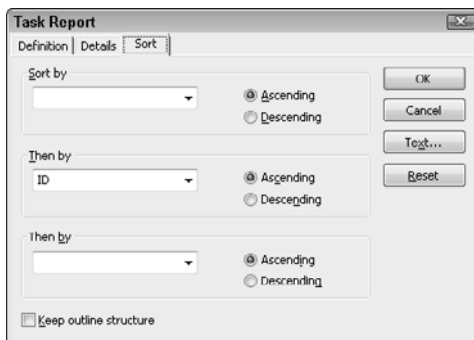 Task Report
Definition Details Sort
Sort by
Ascending
Descending
Then by
ID
Ascending
Descending
Then by
Ascending
Descending
Keep outline structure
OK
Cancel
Text...
Reset